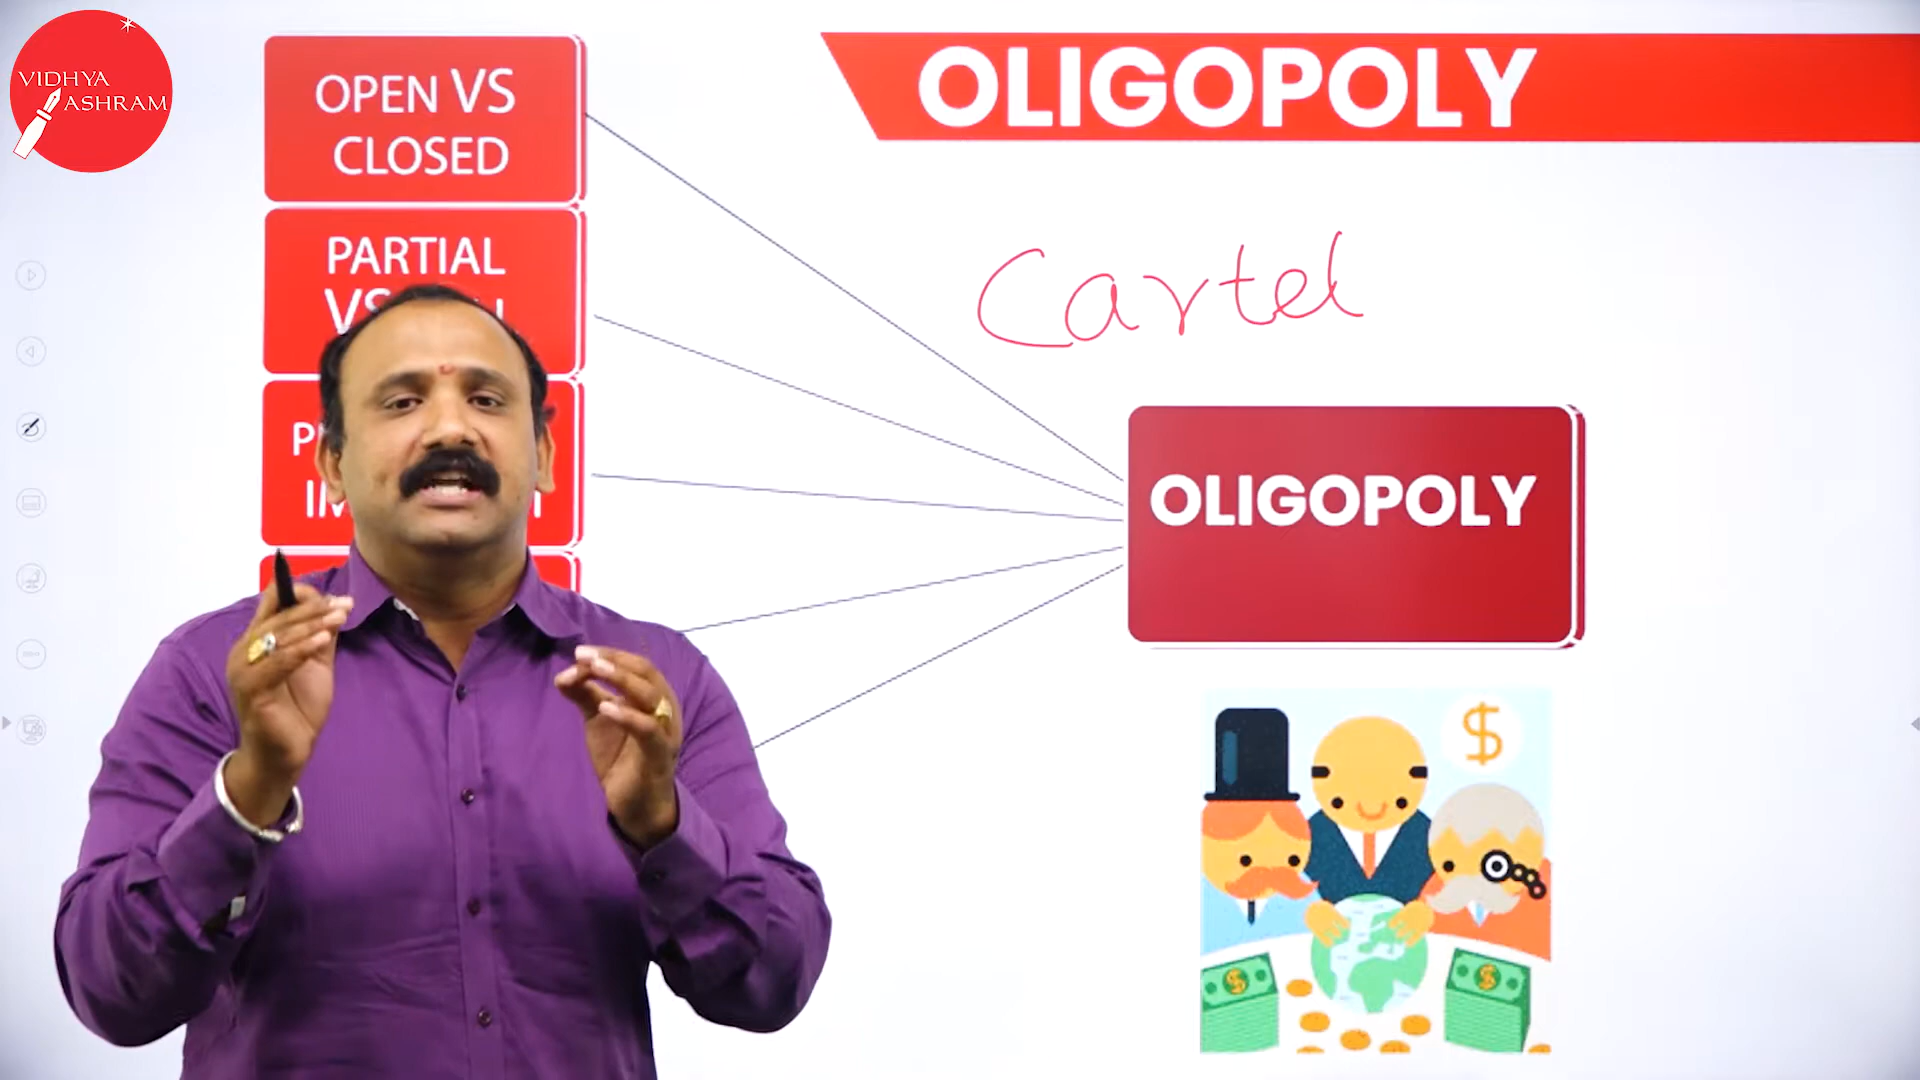 VIDHYA
ASHRAM
OPEN VS
CLOSED
PARTIAL
OLIGOPOLY
Cartel
OLIGOPOLY
$
$
$